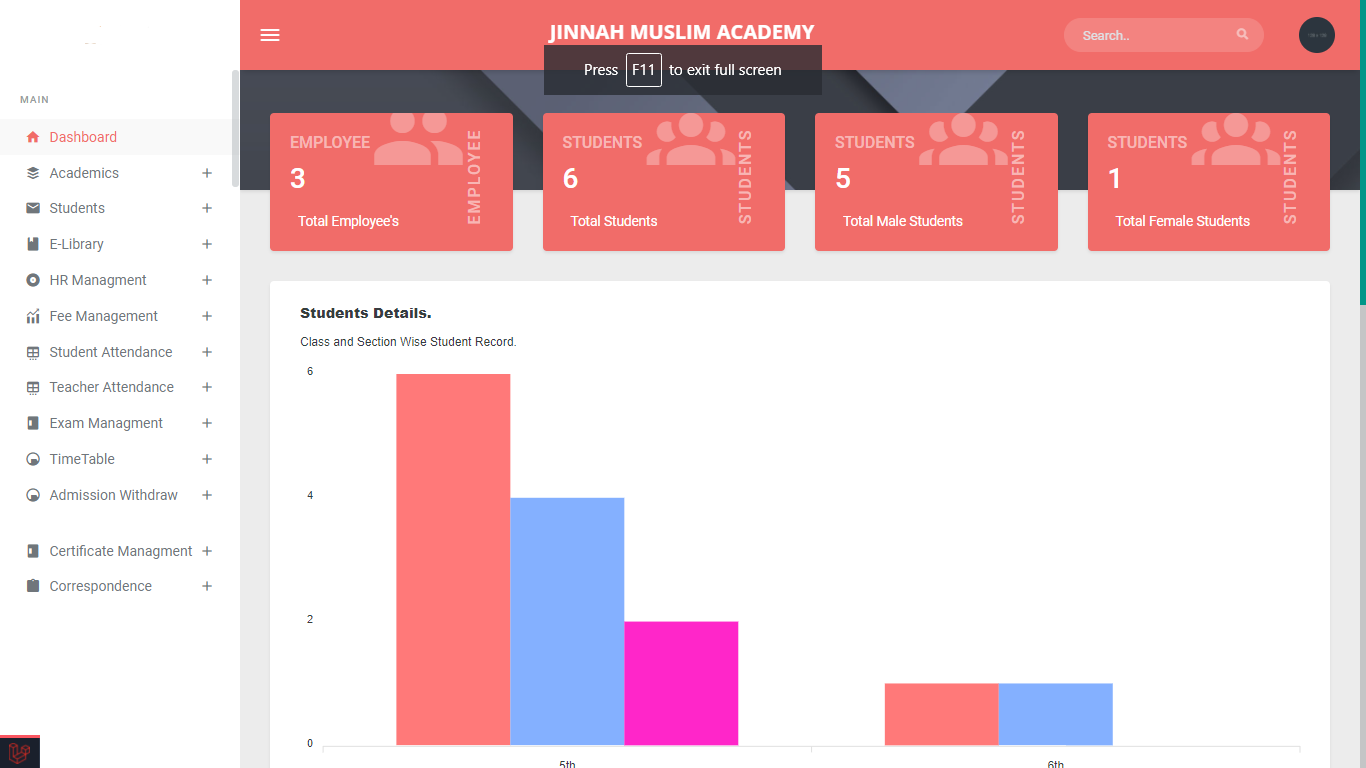 JINNAH MUSLIM ACADEMY
Search..
Press F11 to exit full screen
MAIN
Dashboard
Academics
Students
E-Library
HR Managment
Fee Management
Student Attendance
Teacher Attendance
Exam Managment
TimeTable
Admission Withdraw
Certificate Managment
Correspondence
EMPLOYEE
3
Total Employee's
EMPLOYEE
STUDENTS
6
Total Students
STUDENTS
STUDENTS
5
Total Male Students
STUDENTS
STUDENTS
1
Total Female Students
STUDENTS
Students Details.
Class and Section Wise Student Record.
6
4
2
0
5th
6th